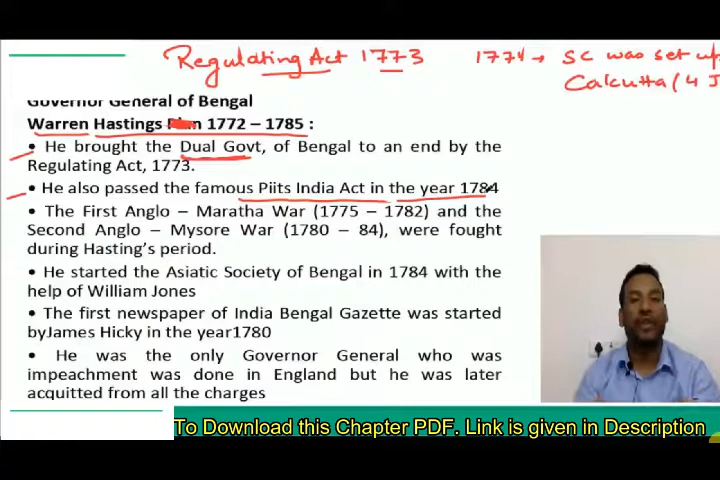 Regulating Act 1773 1774 → SC was set up
Calcutta (4 J
Governor General of Bengal
Warren Hastings 1772 – 1785 :
• He brought the Dual Govt, of Bengal to an end by the
Regulating Act, 1773.
• He also passed the famous Piits India Act in the year 1784
• The First Anglo – Maratha War (1775 – 1782) and the
Second Anglo – Mysore War (1780 – 84), were fought
during Hasting's period.
• He started the Asiatic Society of Bengal in 1784 with the
help of William Jones
• The first newspaper of India Bengal Gazette was started
byJames Hicky in the year1780
• He was the only Governor General who was
impeachment was done in England but he was later
acquitted from all the charges
To Download this Chapter PDF. Link is given in Description